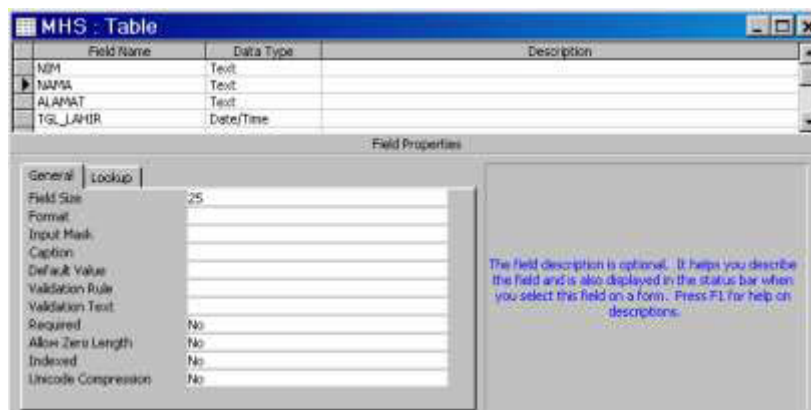 MHS : Table
Field Name Data Type Description
NIM Text
NAMA Text
ALAMAT Text
TGL_LAHIR Date/Time
Field Properties
General Lookup
Field Size 25
Format
Input Mask
Caption
Default Value
Validation Rule
Validation Text
Required No
Allow Zero Length No
Indexed No
Unicode Compression No
The field description is optional. It helps you describe
the field and is also displayed in the status bar when
you select this field on a form. Press F1 for help on
descriptions.